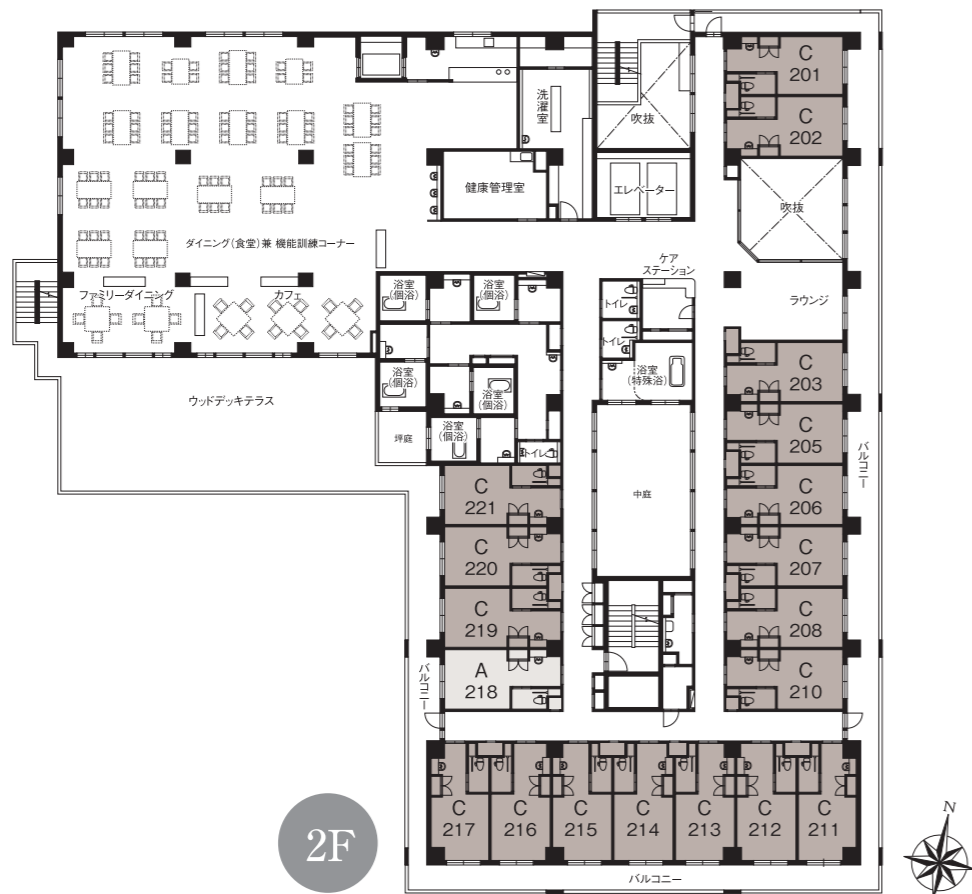 C
201
C
202
洗濯室
吹抜
健康管理室
エレベーター
吹抜
ダイニング（食堂）兼 機能訓練コーナー
ケア
ステーション
ファミリーダイニング
カフェ
浴室
（個浴）
浴室
（個浴）
トイレ
ラウンジ
トイレ
浴室
（特殊浴）
浴室
（個浴）
浴室
（個浴）
ウッドデッキテラス
坪庭
浴室
（個浴）
トイレ
C
203
C
205
バルコニー
中庭
C
221
C
206
C
220
C
207
C
219
C
208
バルコニー
A
218
C
210
C
217
C
216
C
215
C
214
C
213
C
212
C
211
2F
バルコニー
N